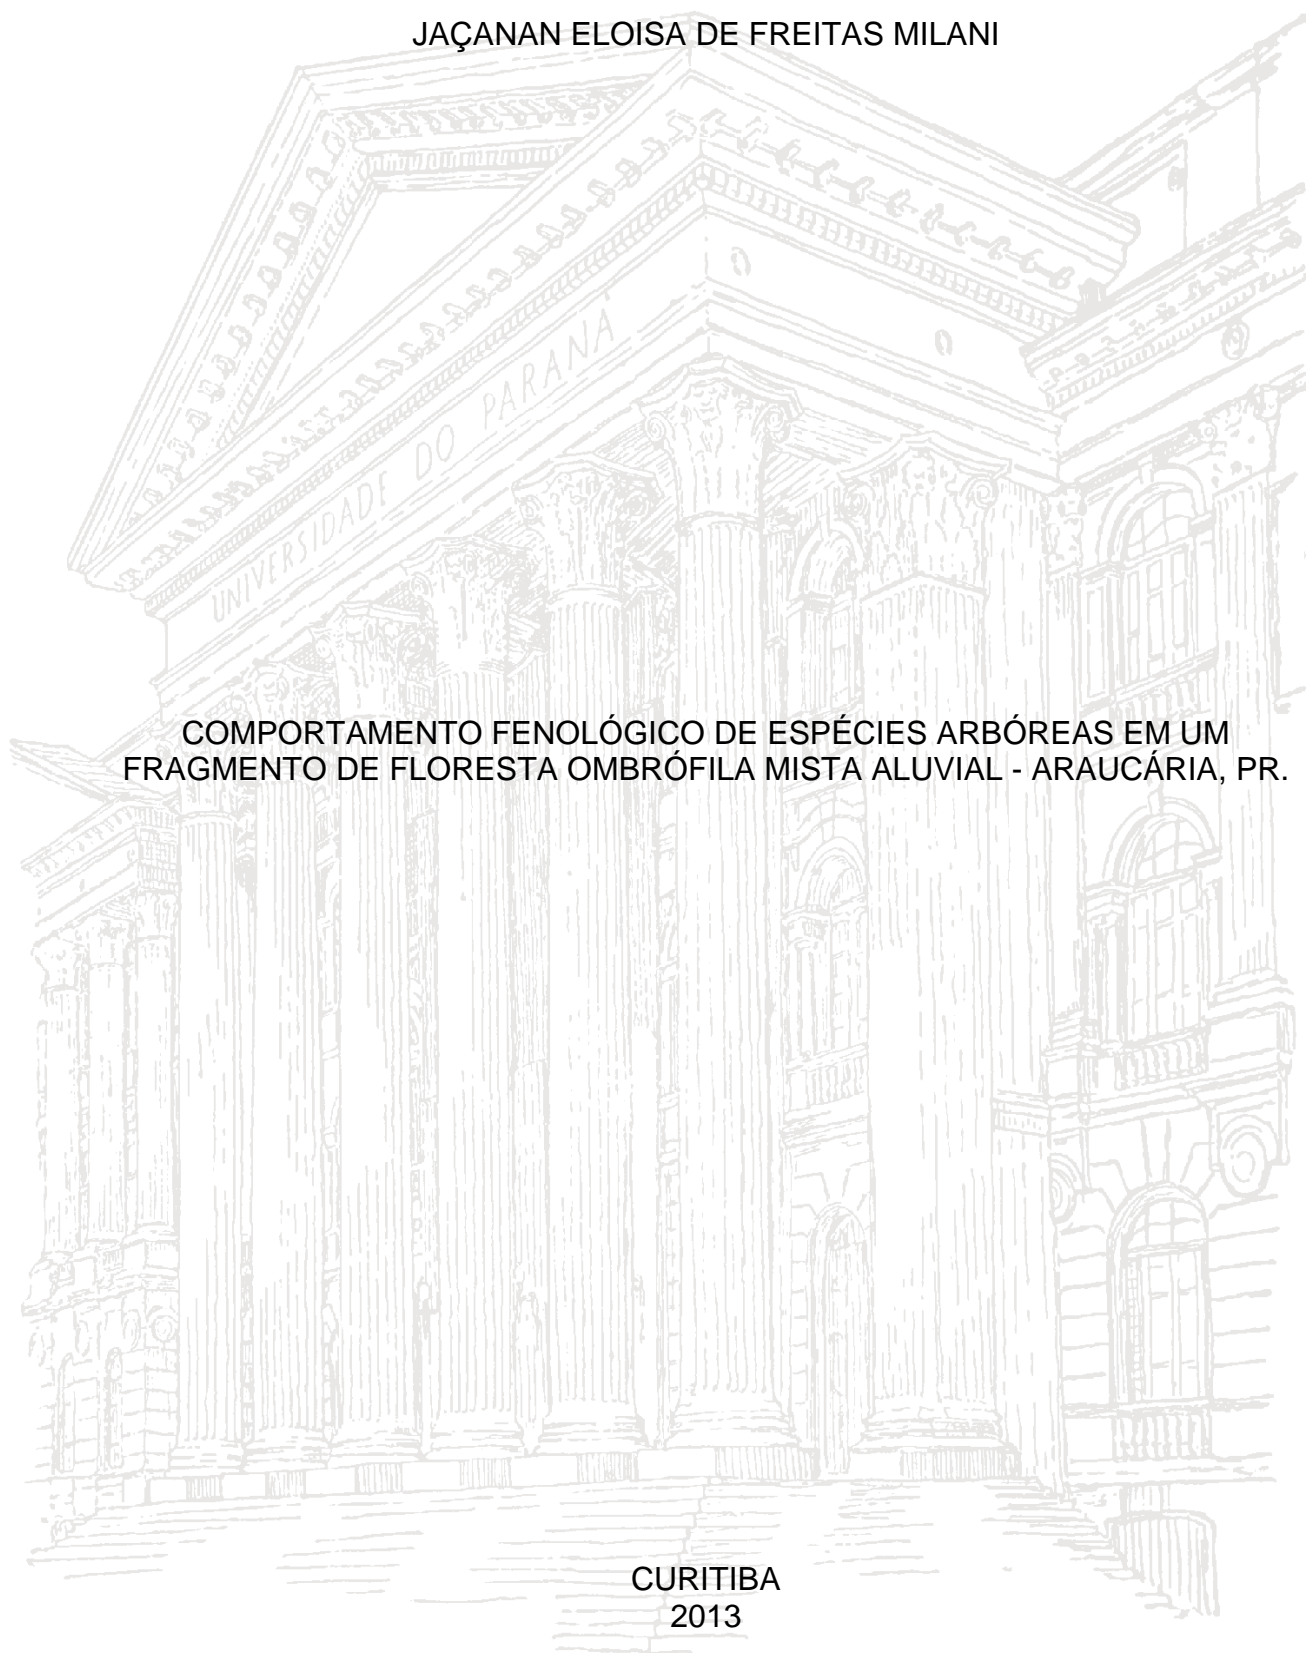 JAÇANAN ELOISA DE FREITAS MILANI
UNIVERSIDADE DO PARANÁ
COMPORTAMENTO FENOLÓGICO DE ESPÉCIES ARBÓREAS EM UM
FRAGMENTO DE FLORESTA OMBRÓFILA MISTA ALUVIAL - ARAUCÁRIA, PR.
CURITIBA
2013